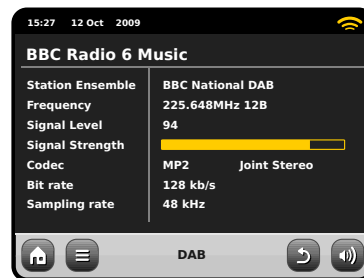 15:27 12 Oct 2009
BBC Radio 6 Music
Station Ensemble BBC National DAB
Frequency 225.648MHz 12B
Signal Level 94
Signal Strength
Codec MP2 Joint Stereo
Bit rate 128 kb/s
Sampling rate 48 kHz
DAB